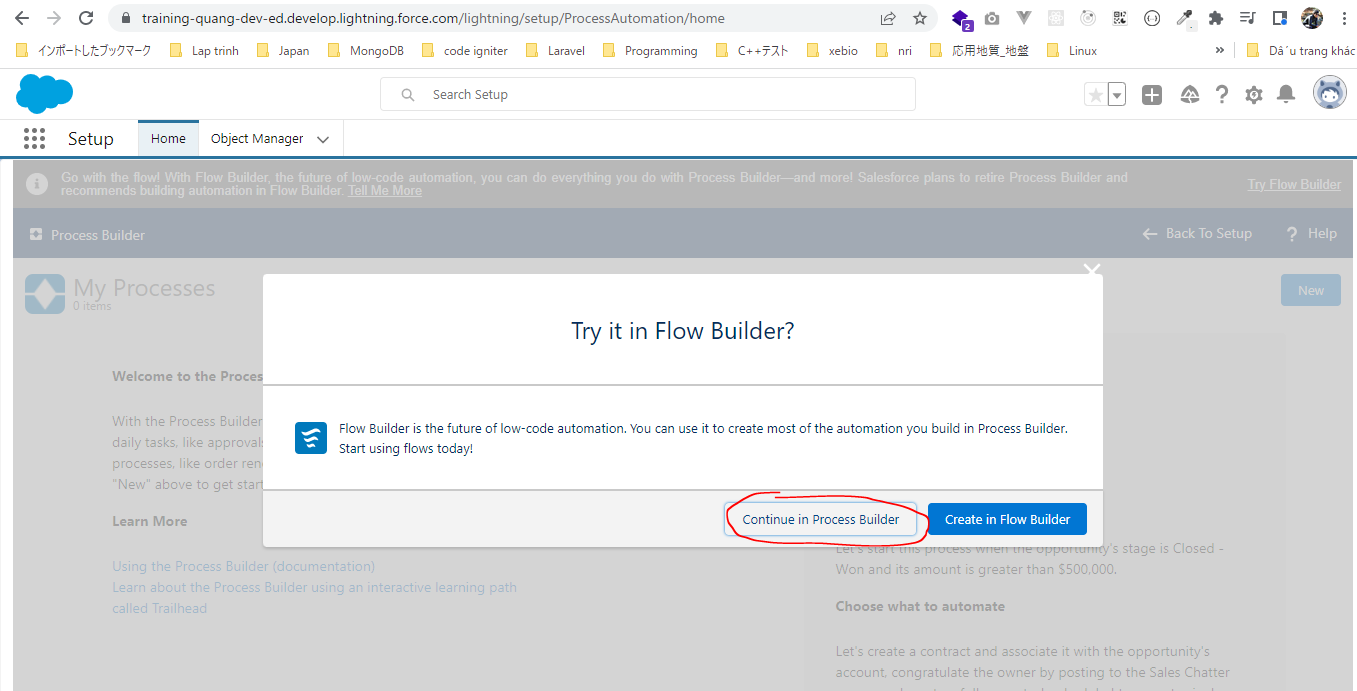 training-quang-dev-ed.develop.lightning.force.com/lightning/setup/ProcessAutomation/home
2
インポートしたブックマーク Lap trinh Japan MongoDB code igniter Laravel Programming C++テスト xebio nri 応用地質_地盤 Linux » Dấu trang khác
Search Setup
Setup Home Object Manager
Go with the flow! With Flow Builder, the future of low-code automation, you can do everything you do with Process Builder—and more! Salesforce plans to retire Process Builder and
recommends building automation in Flow Builder. Tell Me More
Try Flow Builder
Process Builder
Back To Setup ? Help
My Processes
0 items
New
Try it in Flow Builder?
Welcome to the Proces
With the Process Builder
daily tasks, like approvals
processes, like order ren
"New" above to get start
Flow Builder is the future of low-code automation. You can use it to create most of the automation you build in Process Builder.
Start using flows today!
Continue in Process Builder
Create in Flow Builder
Learn More
Using the Process Builder (documentation)
Learn about the Process Builder using an interactive learning path
called Trailhead
Let's start this process when the opportunity's stage is Closed -
Won and its amount is greater than $500,000.
Choose what to automate
Let's create a contract and associate it with the opportunity's
account, congratulate the owner by posting to the Sales Chatter